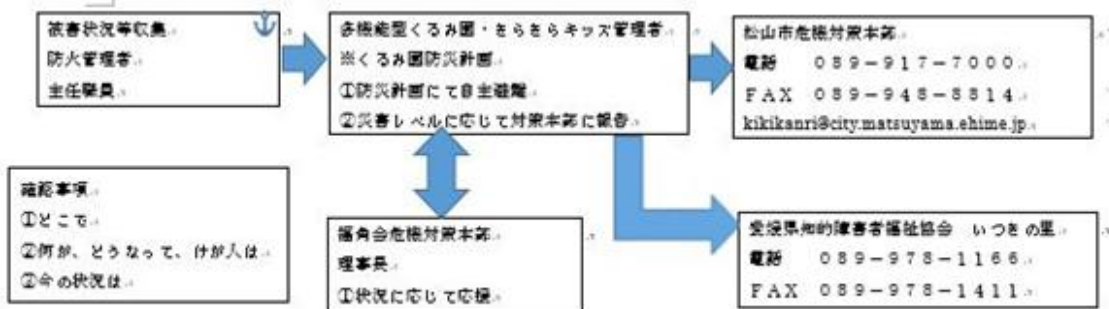 被害状況等収集
防火管理者
主任職員
多機能型くるみ園・きらきらキッズ管理者
※くるみ園防災計画
①防災計画にて自主避難
②災害レベルに応じて対策本部に報告
松山市危機対策本部
電話　０８９－９１７－７０００
ＦＡＸ　０８９－９４８－８８１４
kikikanri@city.matsuyama.ehime.jp
確認事項
①どこで
②何が、どうなって、けが人は
③今の状況は
福角会危機対策本部
理事長
①状況に応じて応援
愛媛県知的障害者福祉協会　いつきの里
電話　０８９－９７８－１１６６
ＦＡＸ　０８９－９７８－１４１１